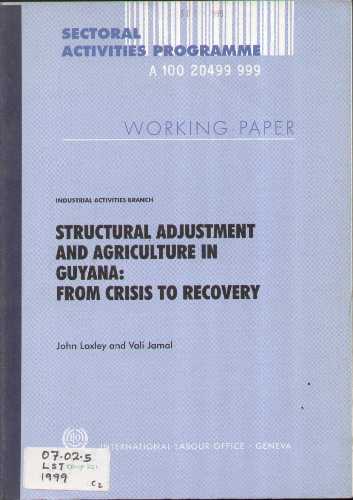 SECTORAL
ACTIVITIES PROGRAMME
A 100 20499 999
WORKING PAPER
INDUSTRIAL ACTIVITIES BRANCH
STRUCTURAL ADJUSTMENT
AND AGRICULTURE IN
GUYANA:
FROM CRISIS TO RECOVERY
John Loxley and Vali Jamal
INTERNATIONAL LABOUR OFFICE - GENEVA
07.02.5
LST
1999
C2